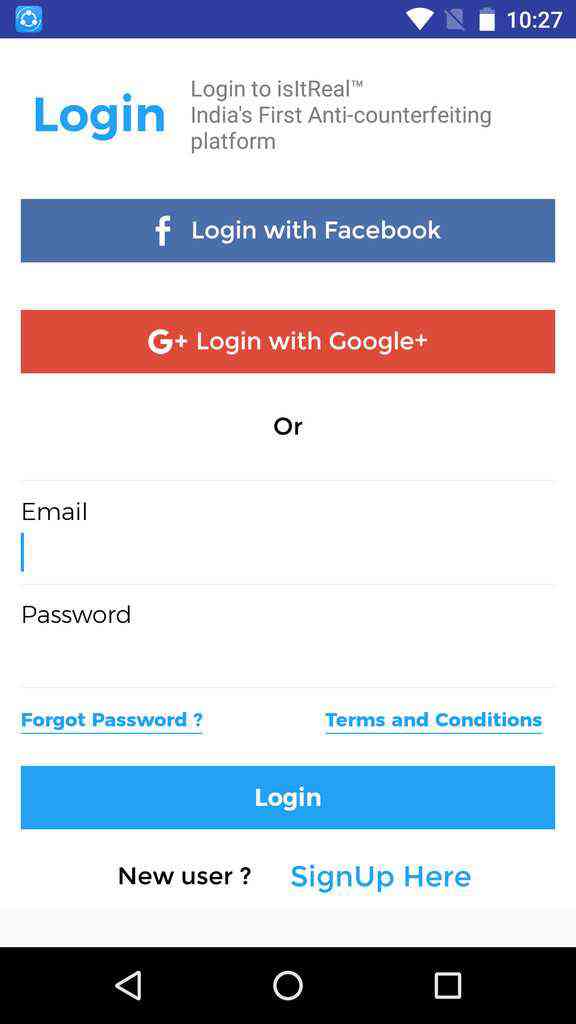 10:27
Login
Login to isItReal™
India's First Anti-counterfeiting
platform
f Login with Facebook
G+ Login with Google+
Or
Email
Password
Forgot Password ?
Terms and Conditions
Login
New user ? SignUp Here